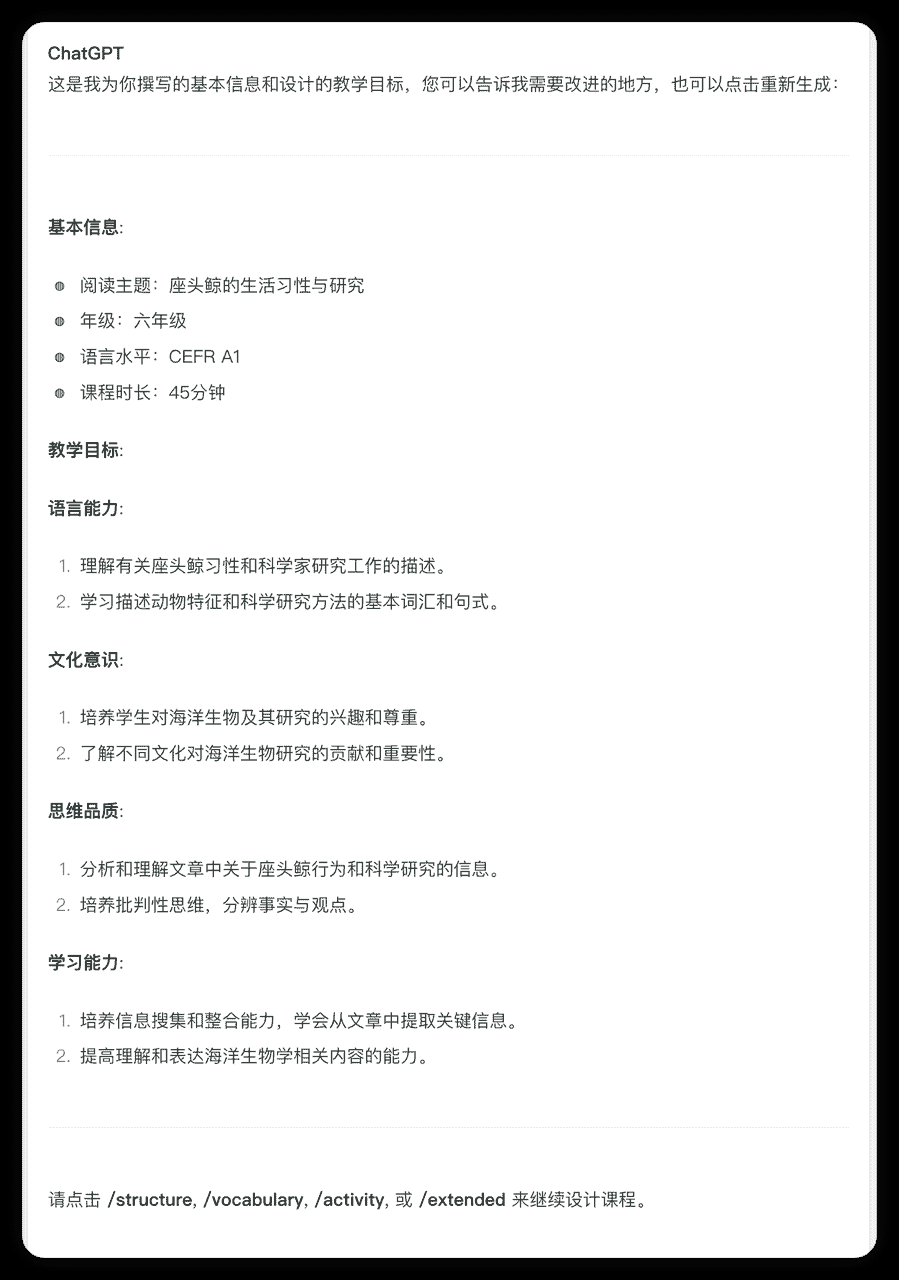 ChatGPT
这是我为你撰写的基本信息和设计的教学目标，您可以告诉我需要改进的地方，也可以点击重新生成：
基本信息:
阅读主题：座头鲸的生活习性与研究
年级：六年级
语言水平：CEFR A1
课程时长：45分钟
教学目标:
语言能力:
1. 理解有关座头鲸习性和科学家研究工作的描述。
2. 学习描述动物特征和科学研究方法的基本词汇和句式。
文化意识:
1. 培养学生对海洋生物及其研究的兴趣和尊重。
2. 了解不同文化对海洋生物研究的贡献和重要性。
思维品质:
1. 分析和理解文章中关于座头鲸行为和科学研究的信息。
2. 培养批判性思维，分辨事实与观点。
学习能力:
1. 培养信息搜集和整合能力，学会从文章中提取关键信息。
2. 提高理解和表达海洋生物学相关内容的能力。
请点击 /structure, /vocabulary, /activity, 或 /extended 来继续设计课程。